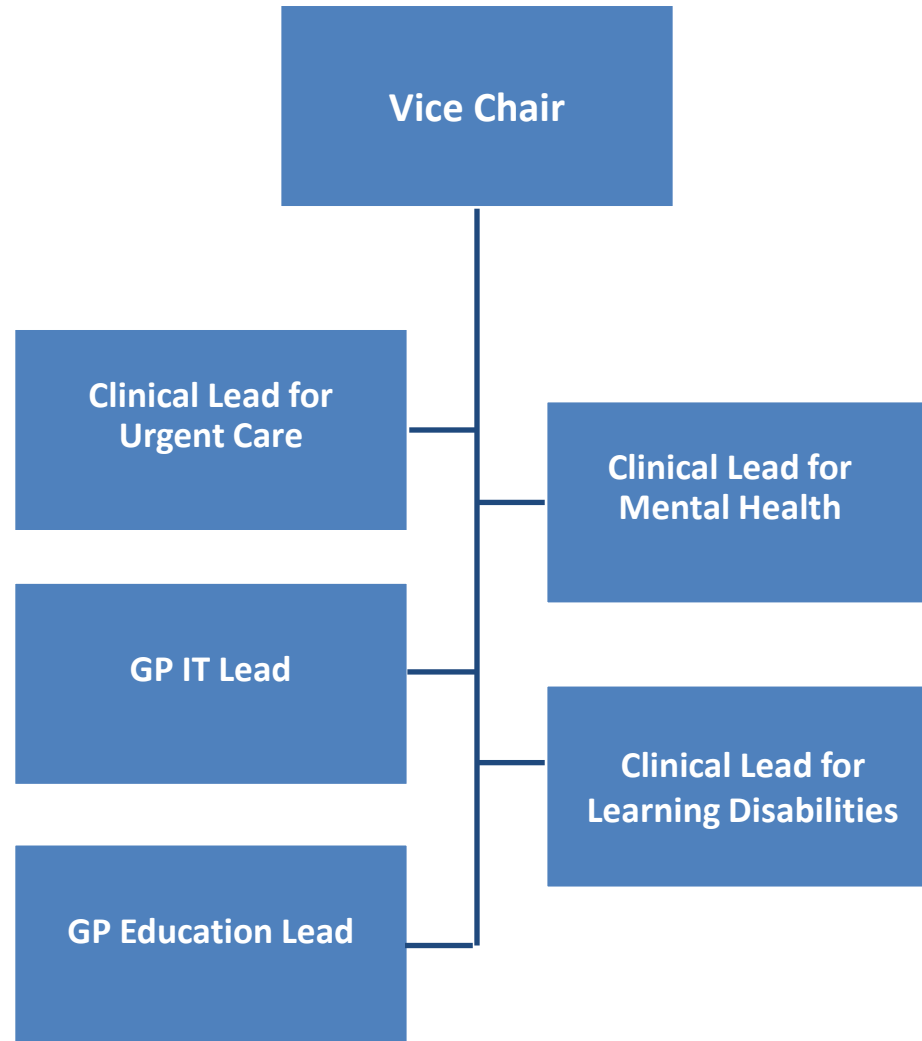 Vice Chair
Clinical Lead for
Urgent Care
Clinical Lead for
Mental Health
GP IT Lead
Clinical Lead for
Learning Disabilities
GP Education Lead